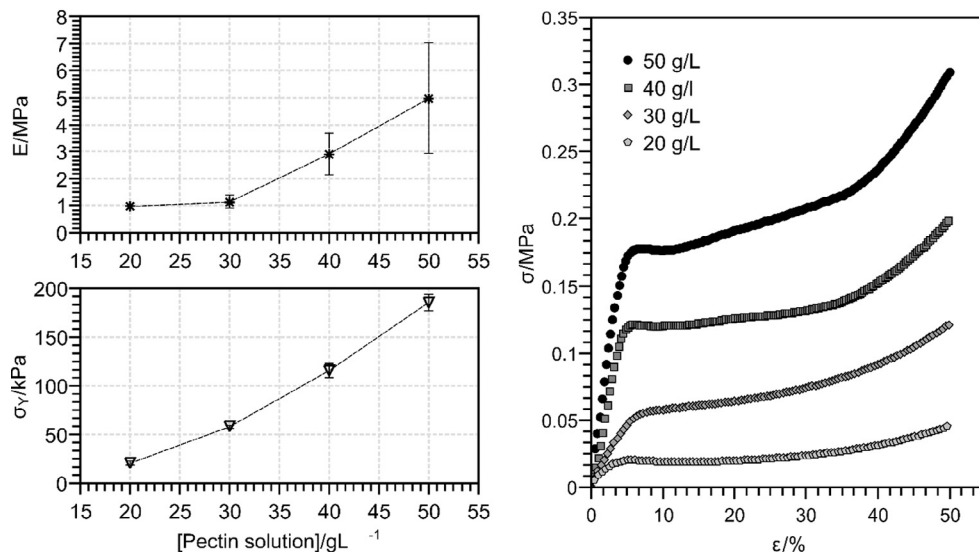 E/MPa
8
7
6
5
4
3
2
1
0
15 20 25 30 35 40 45 50 55
σY/kPa
200
150
100
50
0
15 20 25 30 35 40 45 50 55
[Pectin solution]/gL -1
σ/MPa
0.35
0.3
0.25
0.2
0.15
0.1
0.05
0
50 g/L
40 g/l
30 g/L
20 g/L
0 10 20 30 40 50
ε/%